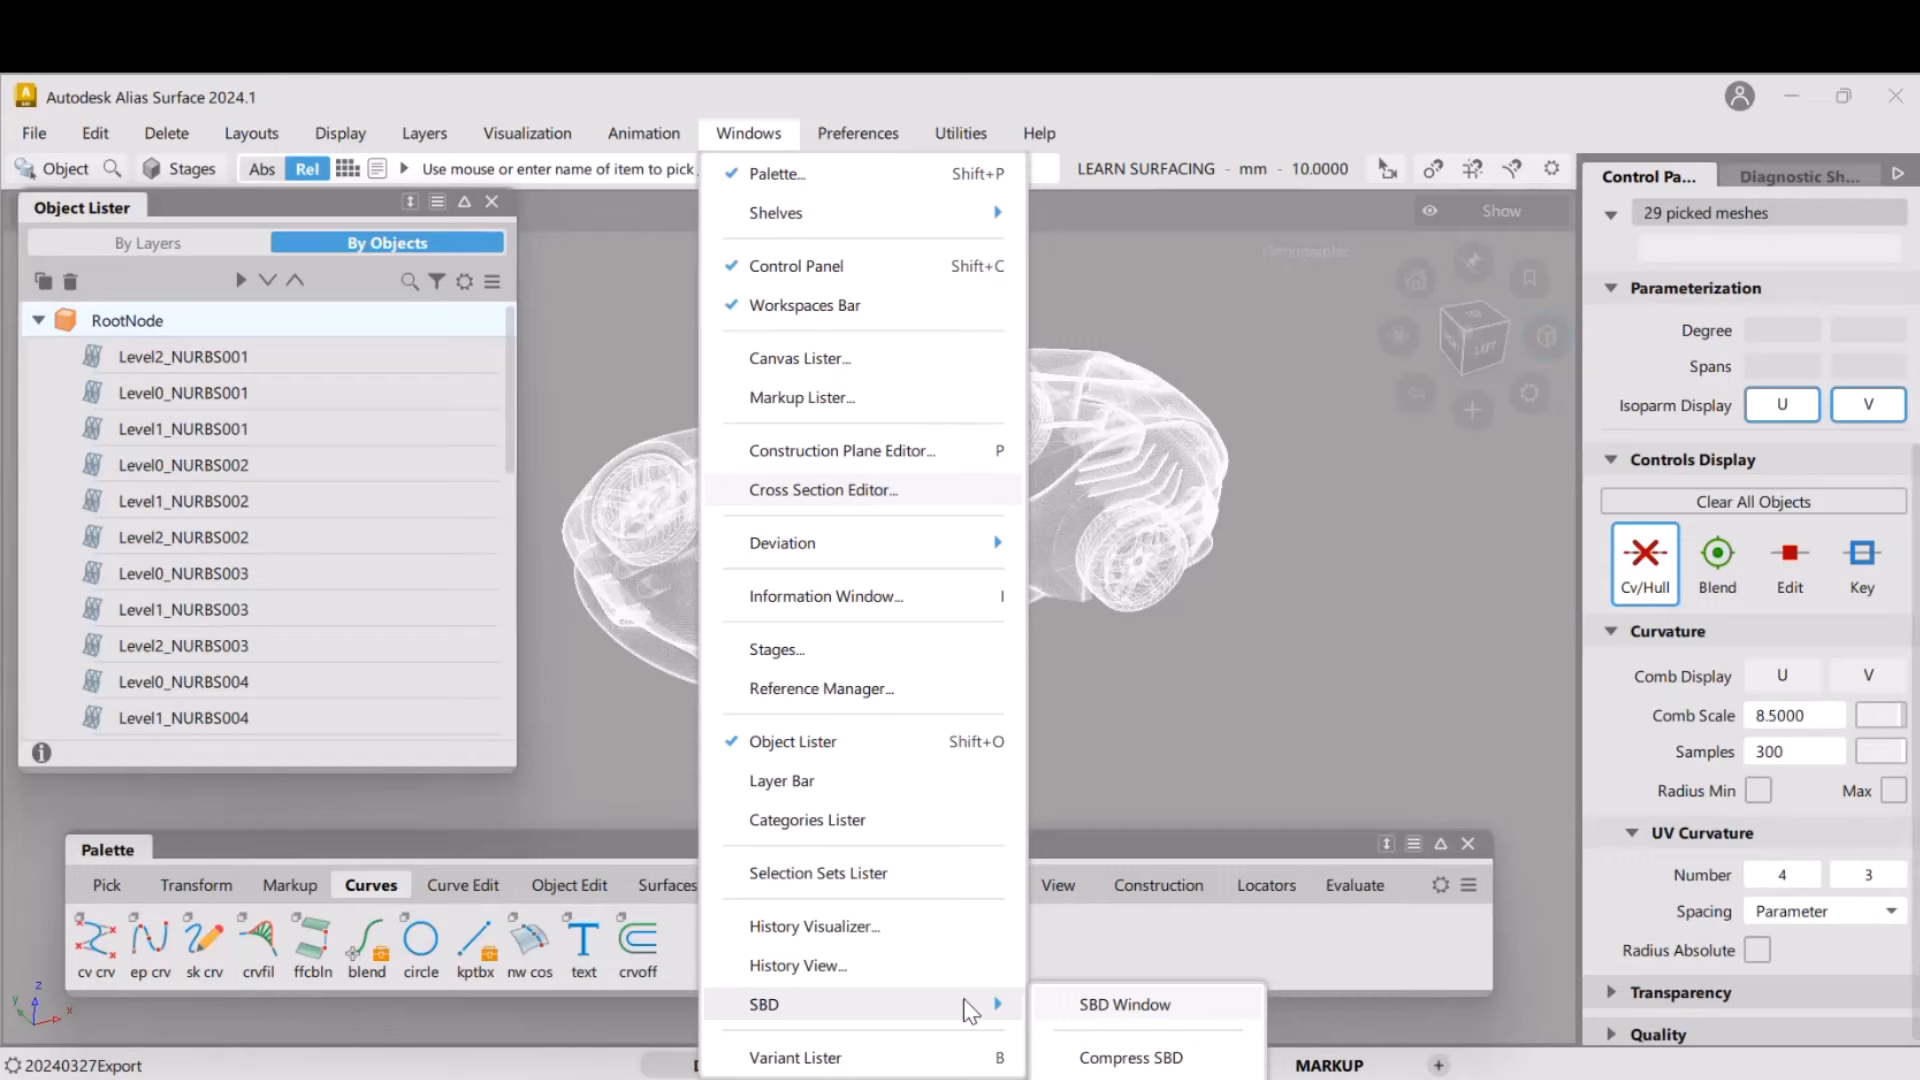 Autodesk Alias Surface 2024.1
File Edit Delete Layouts Display Layers Visualization Animation Windows Preferences Utilities Help
Object Stages Abs Rel Use mouse or enter name of item to pick LEARN SURFACING - mm - 10.0000
Object Lister
By Layers By Objects
RootNode
Level2_NURBS001
Level0_NURBS001
Level1_NURBS001
Level0_NURBS002
Level1_NURBS002
Level2_NURBS002
Level0_NURBS003
Level1_NURBS003
Level2_NURBS003
Level0_NURBS004
Level1_NURBS004
Palette... Shift+P
Shelves
Control Panel Shift+C
Workspaces Bar
Canvas Lister...
Markup Lister...
Construction Plane Editor... P
Cross Section Editor...
Deviation
Information Window... I
Stages...
Reference Manager...
Object Lister Shift+O
Layer Bar
Categories Lister
Selection Sets Lister
History Visualizer...
History View...
SBD
Variant Lister B
SBD Window
Compress SBD
Show
LEFT
Control Pa... Diagnostic Sh...
29 picked meshes
Parameterization
Degree
Spans
Isoparm Display U V
Controls Display
Clear All Objects
Cv/Hull Blend Edit Key
Curvature
Comb Display U V
Comb Scale 8.5000
Samples 300
Radius Min Max
UV Curvature
Number 4 3
Spacing Parameter
Radius Absolute
Transparency
Quality
Palette
Pick Transform Markup Curves Curve Edit Object Edit Surfaces View Construction Locators Evaluate
cv crv ep crv sk crv crvfil ffcbln blend circle kptbx nw cos text crvoff
z
y
x
20240327Export
MARKUP +